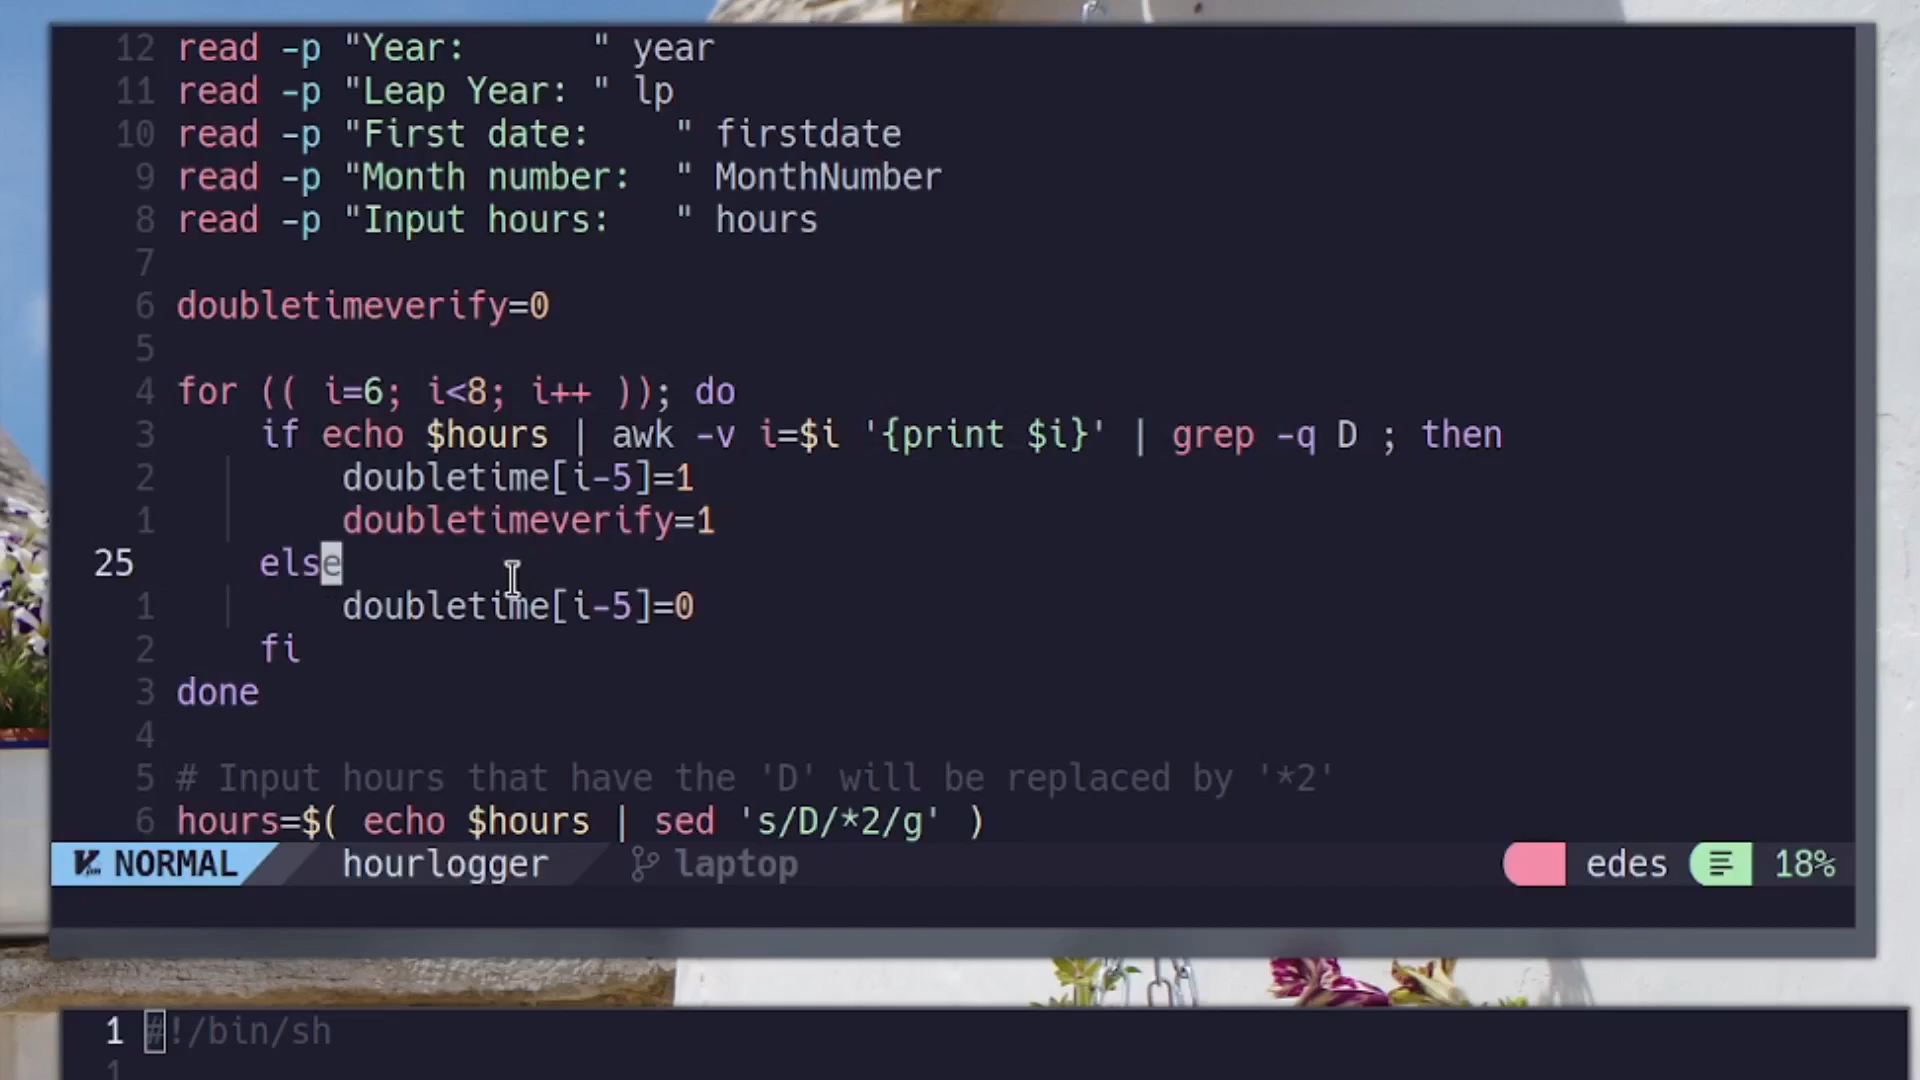 12 read -p "Year:      " year
11 read -p "Leap Year: " lp
10 read -p "First date:    " firstdate
9 read -p "Month number:  " MonthNumber
8 read -p "Input hours:   " hours
7
6 doubletimeverify=0
5
4 for (( i=6; i<8; i++ )); do
3     if echo $hours | awk -v i=$i '{print $i}' | grep -q D ; then
2         doubletime[i-5]=1
1         doubletimeverify=1
25     else
1         doubletime[i-5]=0
2     fi
3 done
4
5 # Input hours that have the 'D' will be replaced by '*2'
6 hours=$( echo $hours | sed 's/D/*2/g' )
NORMAL hourlogger laptop edes 18%
1 #!/bin/sh
1